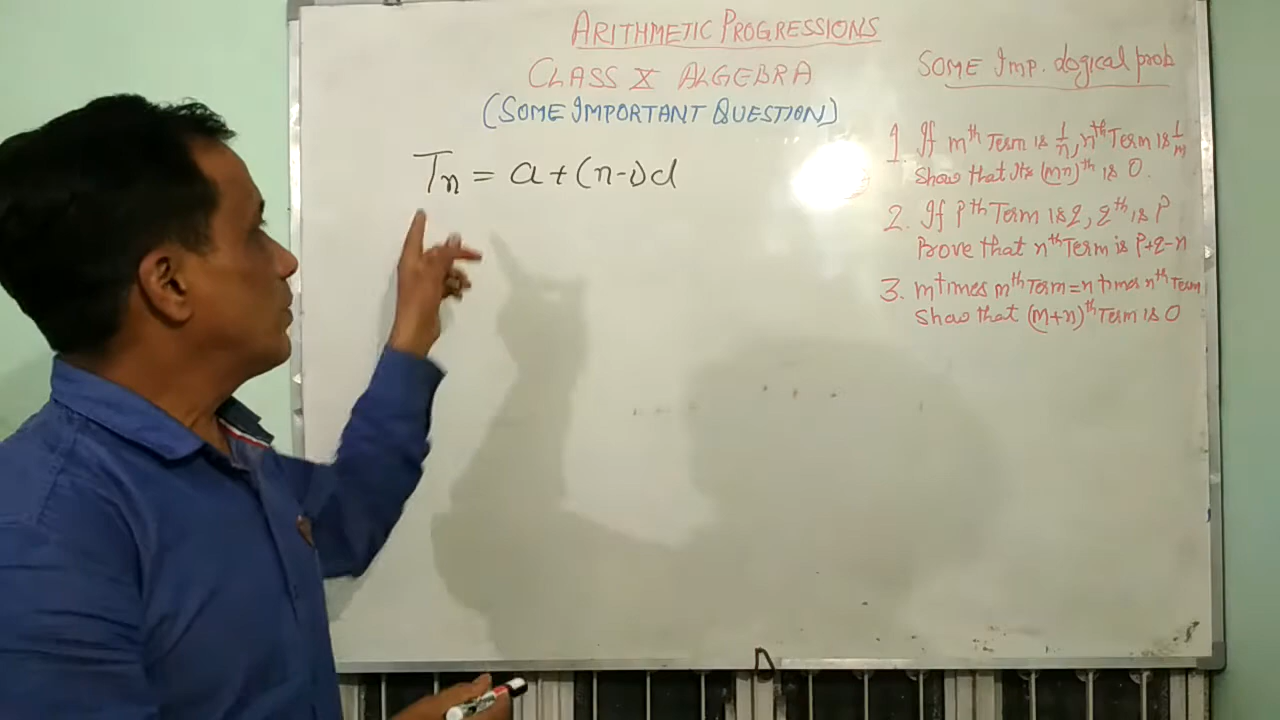 ARITHMETIC PROGRESSIONS
CLASS X ALGEBRA
(SOME IMPORTANT QUESTION)
Tn = a+(n-1)d
SOME Imp. Logical prob
1. If mth Term is 1/n, nth Term is 1/m
Show that Its (mn)th is 0.
2. If Pth Term is q, qth is P
Prove that nth Term is P+q-n
3. m times mth Term = n times nth Term
Show that (m+n)th Term is 0